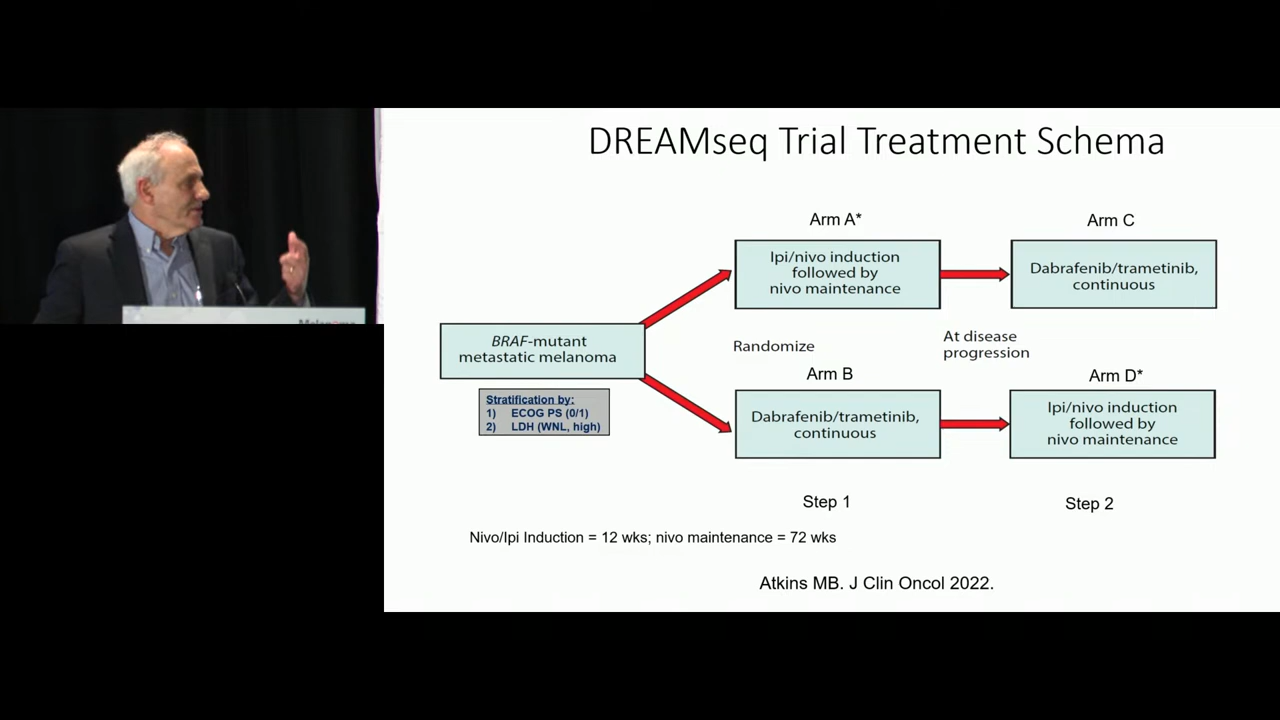 DREAMseq Trial Treatment Schema
Arm A*
Arm C
Ipi/nivo induction
followed by
nivo maintenance
Dabrafenib/trametinib,
continuous
BRAF-mutant
metastatic melanoma
Randomize
At disease
progression
Stratification by:
1) ECOG PS (0/1)
2) LDH (WNL, high)
Arm B
Arm D*
Dabrafenib/trametinib,
continuous
Ipi/nivo induction
followed by
nivo maintenance
Step 1
Step 2
Nivo/Ipi Induction = 12 wks; nivo maintenance = 72 wks
Atkins MB. J Clin Oncol 2022.